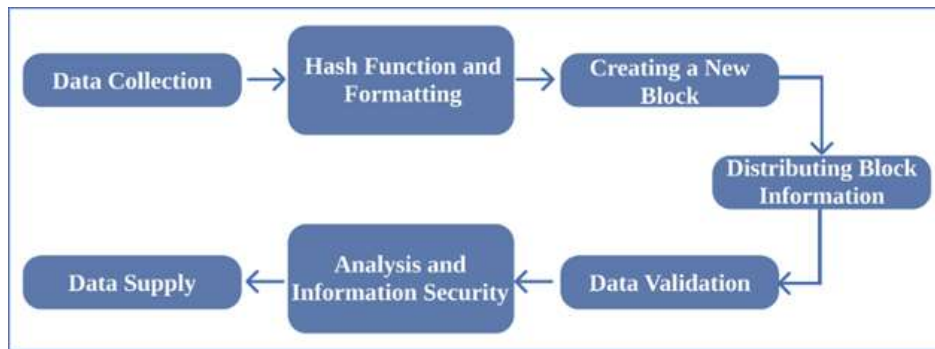 Data Collection
Hash Function and
Formatting
Creating a New
Block
Distributing Block
Information
Data Validation
Analysis and
Information Security
Data Supply